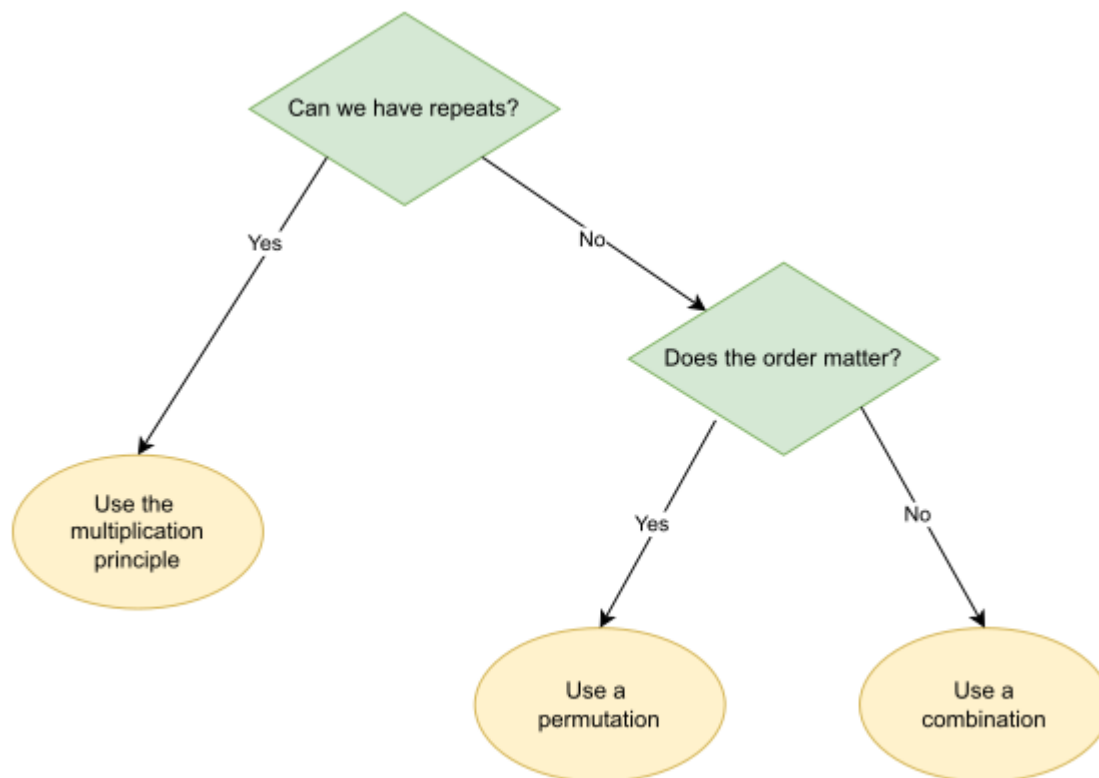 Can we have repeats?
Yes
No
Does the order matter?
Use the
multiplication
principle
Yes
No
Use a
permutation
Use a
combination